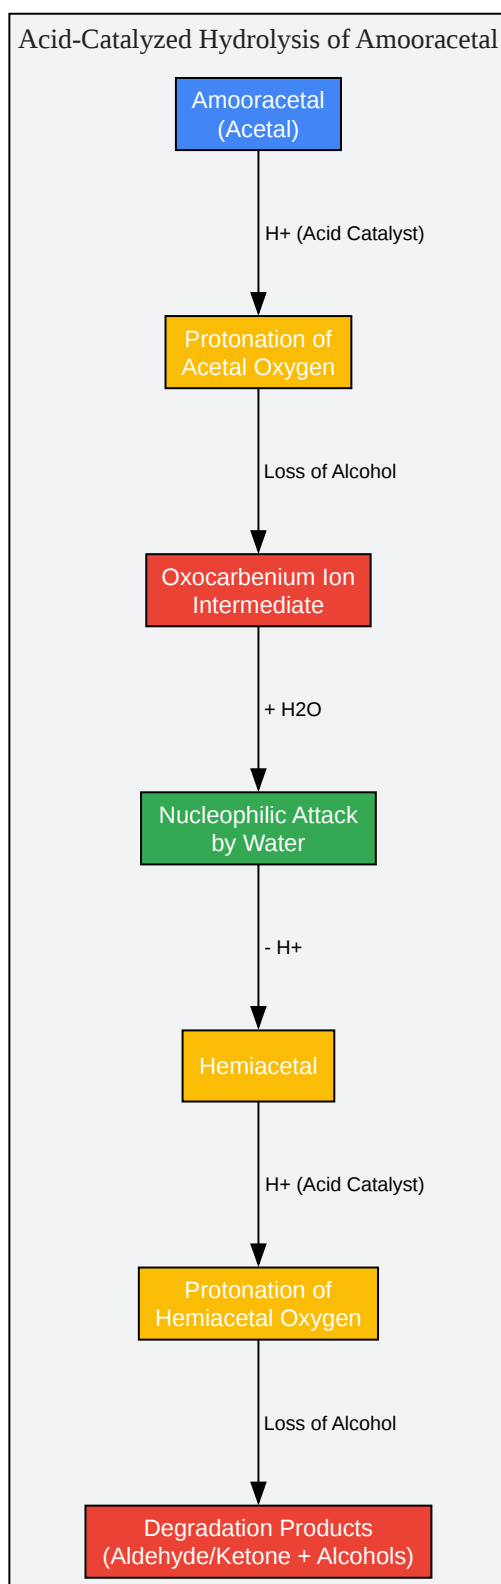 Acid-Catalyzed Hydrolysis of Amooracetal
Amooracetal
(Acetal)
H+ (Acid Catalyst)
Protonation of
Acetal Oxygen
Loss of Alcohol
Oxocarbenium Ion
Intermediate
+ H2O
Nucleophilic Attack
by Water
- H+
Hemiacetal
H+ (Acid Catalyst)
Protonation of
Hemiacetal Oxygen
Loss of Alcohol
Degradation Products
(Aldehyde/Ketone + Alcohols)